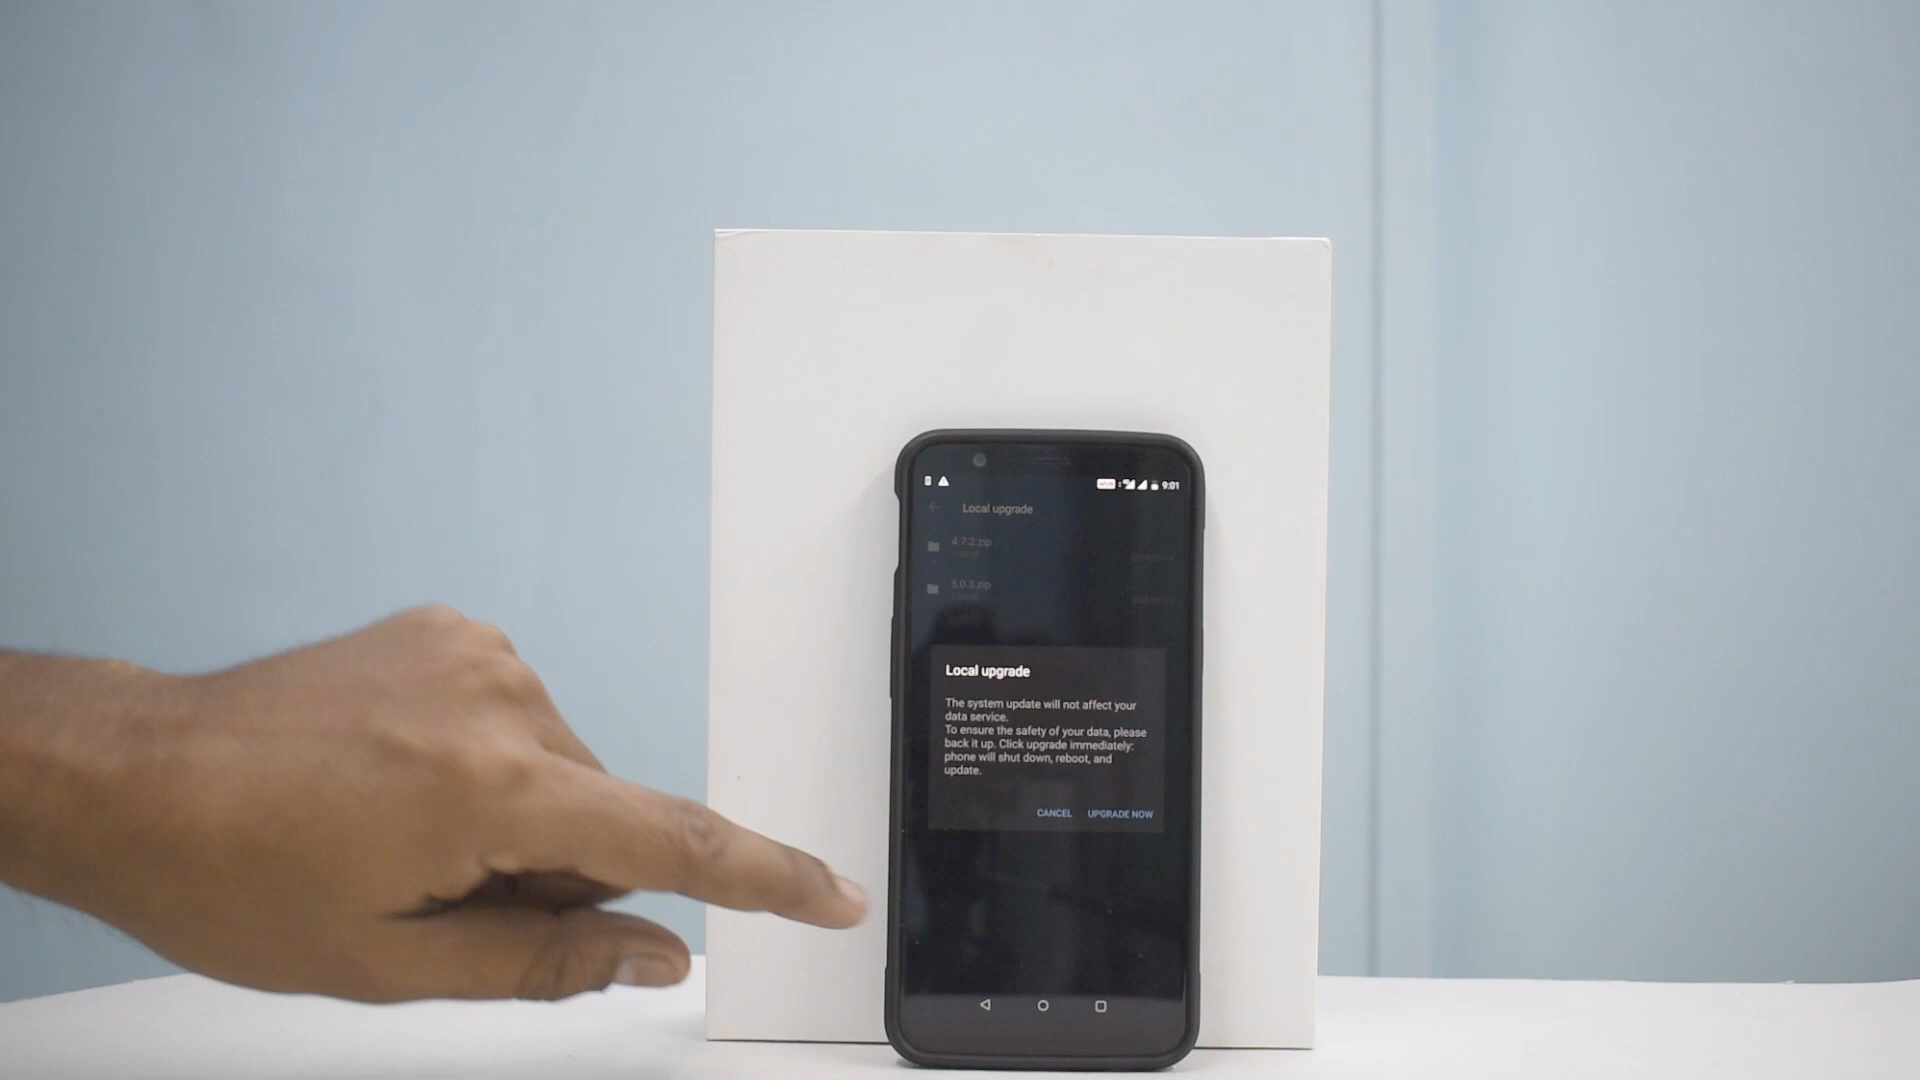 9:01
Local upgrade
4.7.2.zip
5.0.3.zip
Local upgrade
The system update will not affect your
data service.
To ensure the safety of your data, please
back it up. Click upgrade immediately:
phone will shut down, reboot, and
update.
CANCEL UPGRADE NOW